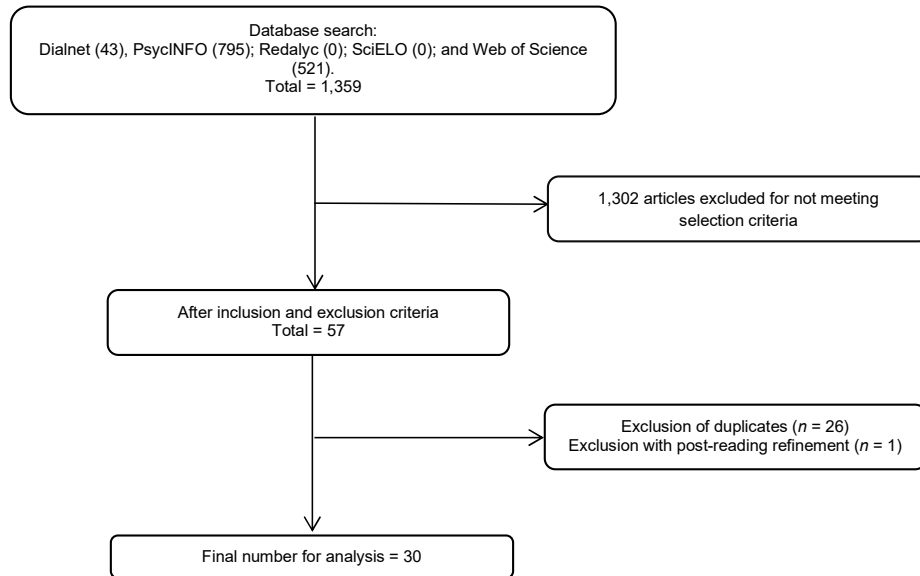 Database search:
Dialnet (43), PsycINFO (795); Redalyc (0); SciELO (0); and Web of Science
(521).
Total = 1,359
1,302 articles excluded for not meeting
selection criteria
After inclusion and exclusion criteria
Total = 57
Exclusion of duplicates (n = 26)
Exclusion with post-reading refinement (n = 1)
Final number for analysis = 30